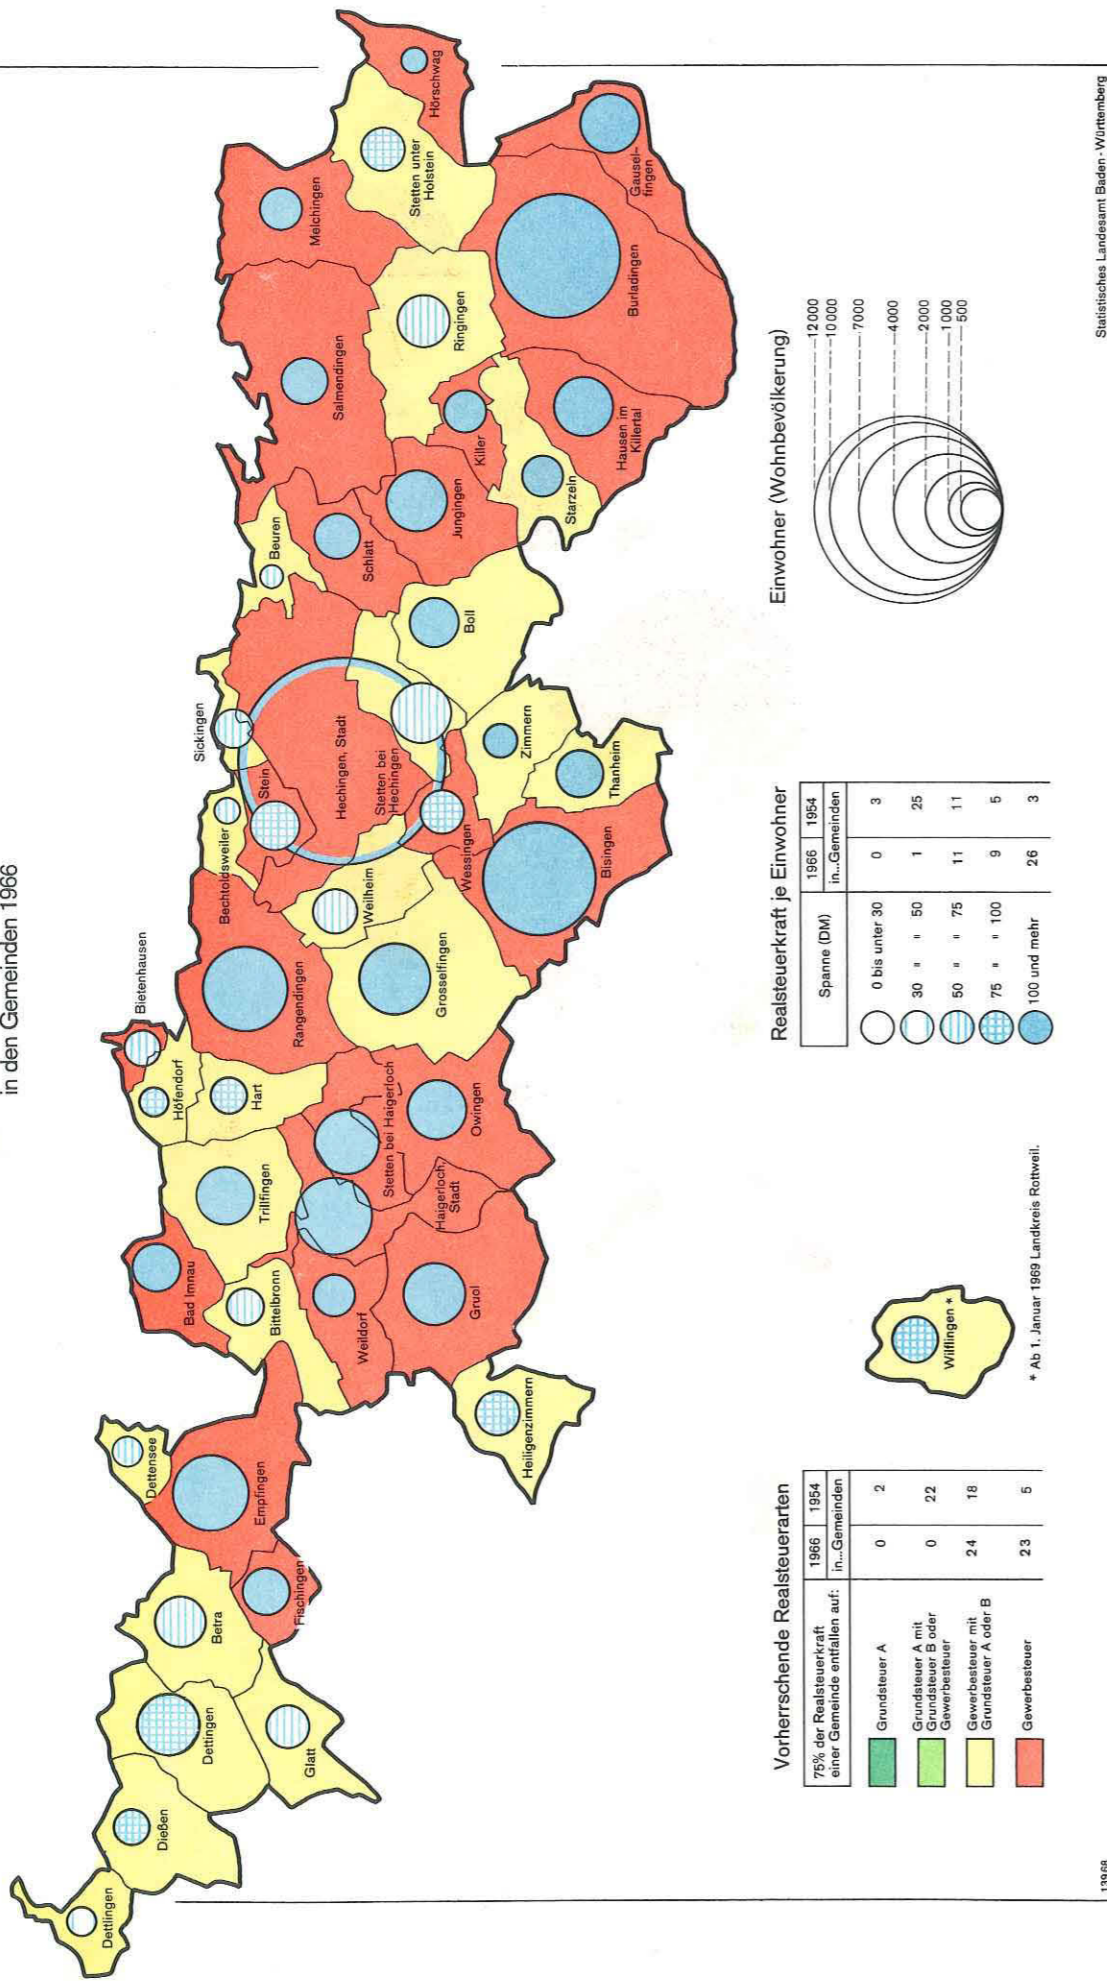 in den Gemeinden 1966
Dettlingen
Dießen
Dettingen
Glatt
Betra
Fischingen
Dettensee
Empfingen
Heiligenzimmern
Bad Imnau
Bittelbronn
Weildorf
Gruol
Trillfingen
Haigerloch,
Stadt
Stetten bei Haigerloch
Owingen
Höfendorf
Hart
Bietenhausen
Rangendingen
Grosselfingen
Weilheim
Bechtoldsweiler
Stein
Sickingen
Hechingen, Stadt
Stetten bei
Hechingen
Wessingen
Bisingen
Zimmern
Thanheim
Boll
Beuren
Schlatt
Jungingen
Starzeln
Killer
Hausen im
Killertal
Salmendingen
Ringingen
Melchingen
Stetten unter
Holstein
Hörschwag
Burladingen
Gausel-
fingen
Wilflingen *
* Ab 1. Januar 1969 Landkreis Rottweil.
Vorherrschende Realsteuerarten
75% der Realsteuerkraft
einer Gemeinde entfallen auf:
1966 1954
in...Gemeinden
Grundsteuer A 0 2
Grundsteuer A mit
Grundsteuer B oder
Gewerbesteuer 0 22
Gewerbesteuer mit
Grundsteuer A oder B 24 18
Gewerbesteuer 23 5
Realsteuerkraft je Einwohner
Spanne (DM) 1966 1954
in...Gemeinden
0 bis unter 30 0 3
30 " " 50 1 25
50 " " 75 11 11
75 " " 100 9 5
100 und mehr 26 3
Einwohner (Wohnbevölkerung)
12000
10000
7000
4000
2000
1000
500
13968
Statistisches Landesamt Baden-Württemberg